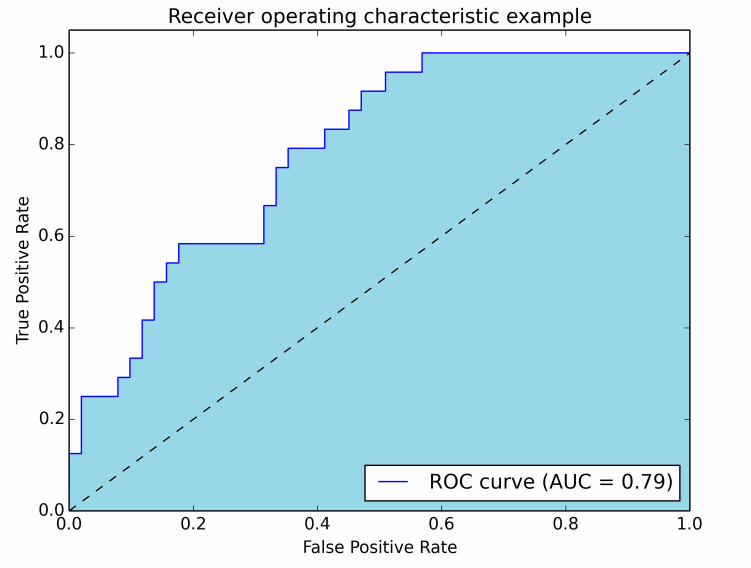 Receiver operating characteristic example
1.0
0.8
0.6
0.4
0.2
0.0
True Positive Rate
ROC curve (AUC = 0.79)
0.0 0.2 0.4 0.6 0.8 1.0
False Positive Rate